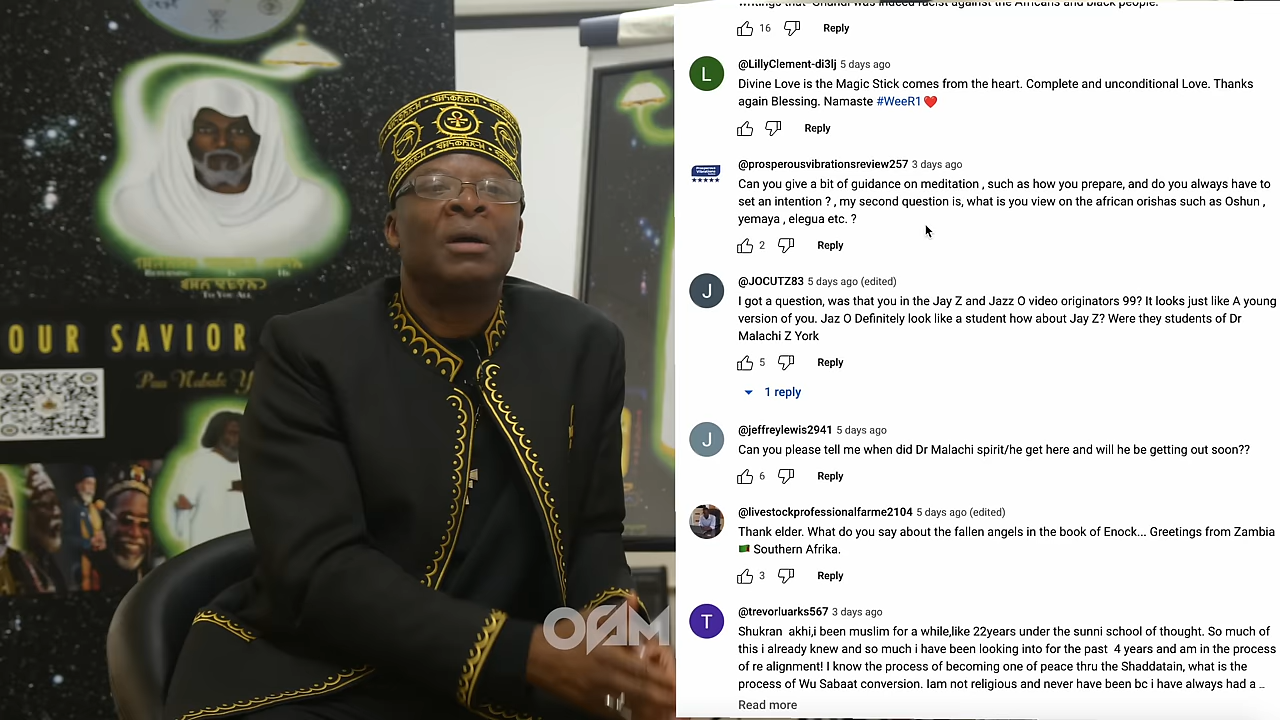 writings that Ghandi was indeed racist against the Africans and black people.
16 Reply
@LillyClement-di3lj 5 days ago
Divine Love is the Magic Stick comes from the heart. Complete and unconditional Love. Thanks
again Blessing. Namaste #WeeR1❤️
Reply
@prosperousvibrationsreview257 3 days ago
Can you give a bit of guidance on meditation , such as how you prepare, and do you always have to
set an intention ? , my second question is, what is you view on the african orishas such as Oshun ,
yemaya , elegua etc. ?
2 Reply
@JOCUTZ83 5 days ago (edited)
I got a question, was that you in the Jay Z and Jazz O video originators 99? It looks just like A young
version of you. Jaz O Definitely look like a student how about Jay Z? Were they students of Dr
Malachi Z York
5 Reply
1 reply
@jeffreylewis2941 5 days ago
Can you please tell me when did Dr Malachi spirit/he get here and will he be getting out soon??
6 Reply
@livestockprofessionalfarme2104 5 days ago (edited)
Thank elder. What do you say about the fallen angels in the book of Enock... Greetings from Zambia
Southern Afrika.
3 Reply
@trevorluarks567 3 days ago
Shukran akhi,i been muslim for a while,like 22years under the sunni school of thought. So much of
this i already knew and so much i have been looking into for the past 4 years and am in the process
of re alignment! I know the process of becoming one of peace thru the Shaddatain, what is the
process of Wu Sabaat conversion. Iam not religious and never have been bc i have always had a ..
Read more
L
J
J
T
To You All
OUR SAVIOR